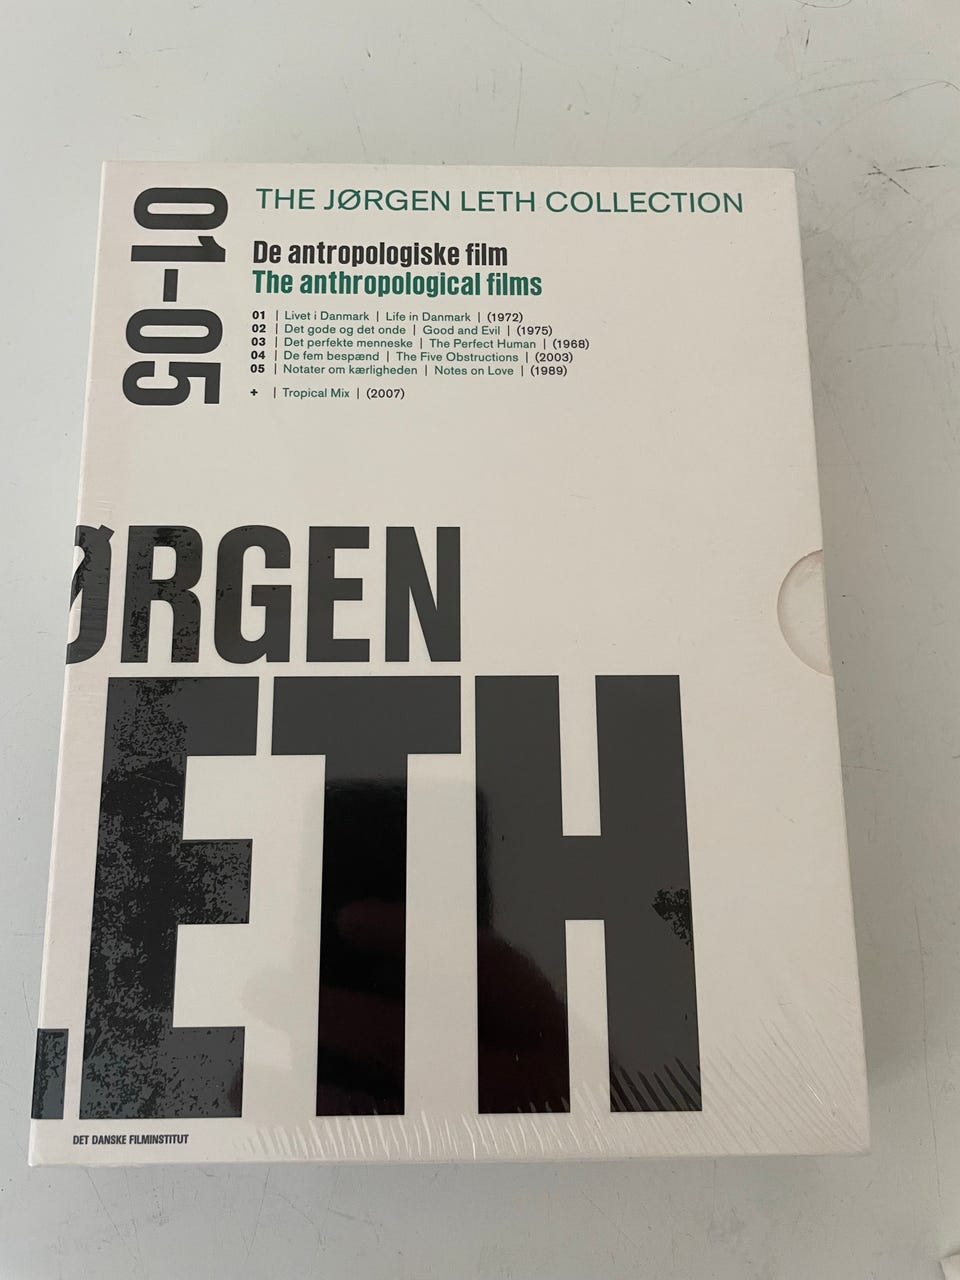 01–05
THE JØRGEN LETH COLLECTION
De antropologiske film
The anthropological films
01 | Livet i Danmark | Life in Danmark | (1972)
02 | Det gode og det onde | Good and Evil | (1975)
03 | Det perfekte menneske | The Perfect Human | (1968)
04 | De fem bespænd | The Five Obstructions | (2003)
05 | Notater om kærligheden | Notes on Love | (1989)
+ | Tropical Mix | (2007)
ØRGEN
LETH
DET DANSKE FILMINSTITUT